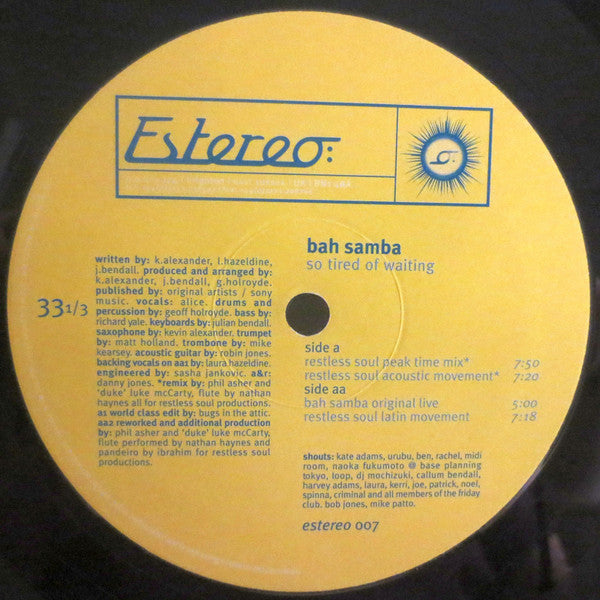 Estereo:
33 1/3
written by: k.alexander, l.hazeldine,
j.bendall. produced and arranged by:
k.alexander, j.bendall, g.holroyde.
published by: original artists / sony
music. vocals: alice. drums and
percussion by: geoff holroyde. bass by:
richard yale. keyboards by: julian bendall.
saxophone by: kevin alexander. trumpet
by: matt holland. trombone by: mike
kearsey. acoustic guitar by: robin jones.
backing vocals on aa1 by: laura hazeldine.
engineered by: sasha jankovic. a&r:
danny jones. *remix by: phil asher and
'duke' luke mcCarty, flute by nathan
haynes all for restless soul productions.
as world class edit by: bugs in the attic.
aa2 reworked and additional production
by: phil asher and 'duke' luke mcCarty,
flute performed by nathan haynes and
pandeiro by ibrahim for restless soul
productions.
bah samba
so tired of waiting
side a
restless soul peak time mix* 7:50
restless soul acoustic movement* 7:20
side aa
bah samba original live 5:00
restless soul latin movement 7:18
shouts: kate adams, urubu, ben, rachel, midi
room, naoka fukumoto @ base planning
tokyo, loop, dj mochizuki, callum bendall,
harvey adams, laura, kerri, joe, patrick, noel,
spinna, criminal and all members of the friday
club. bob jones, mike patto.
estereo 007